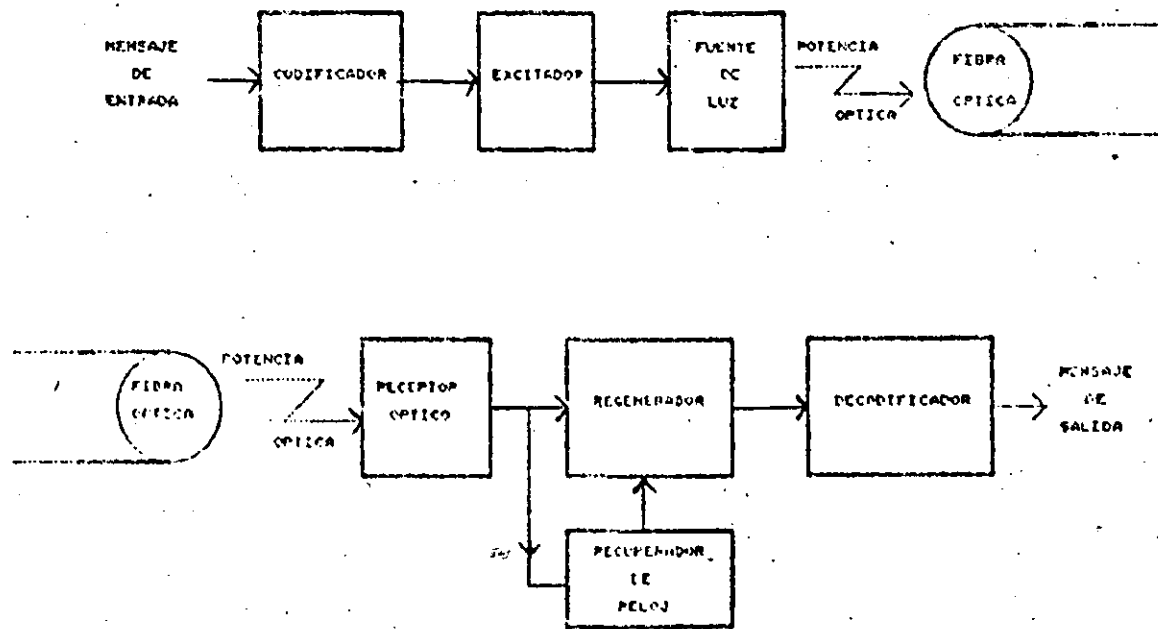 MENSAJE
DE
ENTRADA
CODIFICADOR
EXCITADOR
FUENTE
DE
LUZ
POTENCIA
OPTICA
FIBRA
OPTICA
FIBRA
OPTICA
POTENCIA
OPTICA
RECEPTOR
OPTICO
REGENERADOR
DECODIFICADOR
MENSAJE
DE
SALIDA
RECUPERADOR
DE
RELOJ